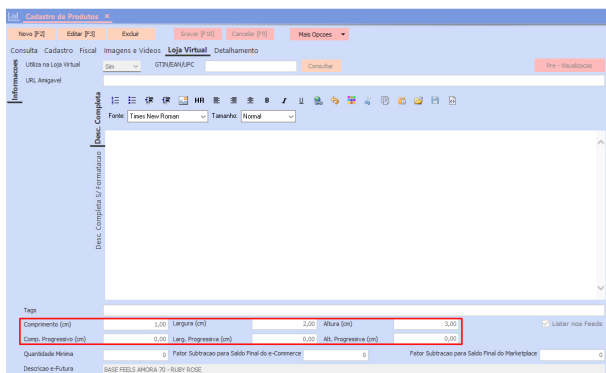 Cadastro de Produtos ×
Novo [F2] Editar [F3] Excluir Gravar [F10] Cancelar [F9] Mais Opcoes
Consulta Cadastro Fiscal Imagens e Videos Loja Virtual Detalhamento
Informacoes
Utiliza na Loja Virtual Sim GTIN/EAN/UPC Consultar Pre - Visualizacao
URL Amigavel
Desc. Completa
HR B I U
Fonte: Times New Roman Tamanho: Normal
Desc. Completa S/ Formatacao
Tags
Comprimento (cm) 1,00 Largura (cm) 2,00 Altura (cm) 3,00 Listar nos Feeds
Comp. Progressivo (cm) 0,00 Larg. Progressiva (cm) 0,00 Alt. Progressiva (cm) 0,00
Quantidade Minina 0 Fator Subtracao para Saldo Final do e-Commerce 0 Fator Subtracao para Saldo Final do Marketplace 0
Descricao e-Futura BASE FEELS AMORA 70 - RUBY ROSE